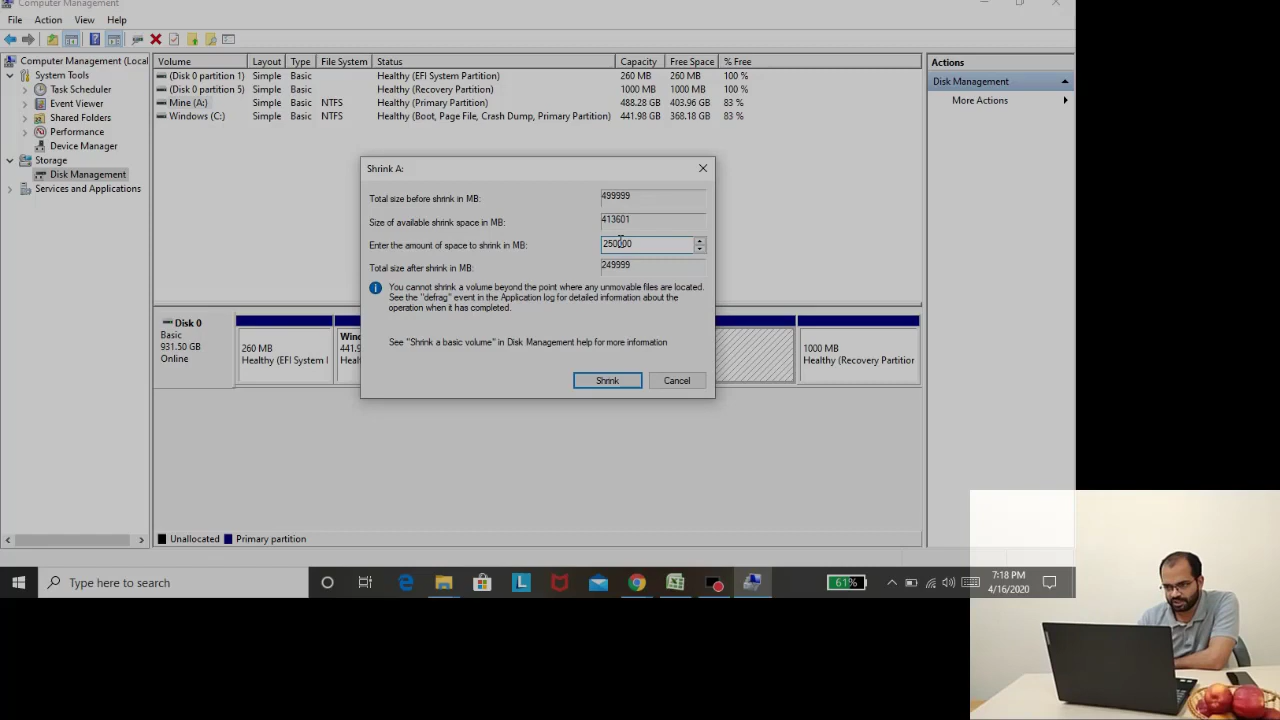 Computer Management
File Action View Help
Computer Management (Local
System Tools
Task Scheduler
Event Viewer
Shared Folders
Performance
Device Manager
Storage
Disk Management
Services and Applications
Volume Layout Type File System Status Capacity Free Space % Free
(Disk 0 partition 1) Simple Basic Healthy (EFI System Partition) 260 MB 260 MB 100 %
(Disk 0 partition 5) Simple Basic Healthy (Recovery Partition) 1000 MB 1000 MB 100 %
Mine (A:) Simple Basic NTFS Healthy (Primary Partition) 488.28 GB 403.96 GB 83 %
Windows (C:) Simple Basic NTFS Healthy (Boot, Page File, Crash Dump, Primary Partition) 441.98 GB 368.18 GB 83 %
Actions
Disk Management
More Actions
Shrink A:
Total size before shrink in MB: 499999
Size of available shrink space in MB: 413601
Enter the amount of space to shrink in MB: 250000
Total size after shrink in MB: 249999
You cannot shrink a volume beyond the point where any unmovable files are located.
See the "defrag" event in the Application log for detailed information about the
operation when it has completed.
See "Shrink a basic volume" in Disk Management help for more information
Shrink Cancel
Disk 0
Basic
931.50 GB
Online
260 MB
Healthy (EFI System I
Wind
441.9
Healt
1000 MB
Healthy (Recovery Partition
Unallocated Primary partition
Type here to search
L
61%
7:18 PM
4/16/2020